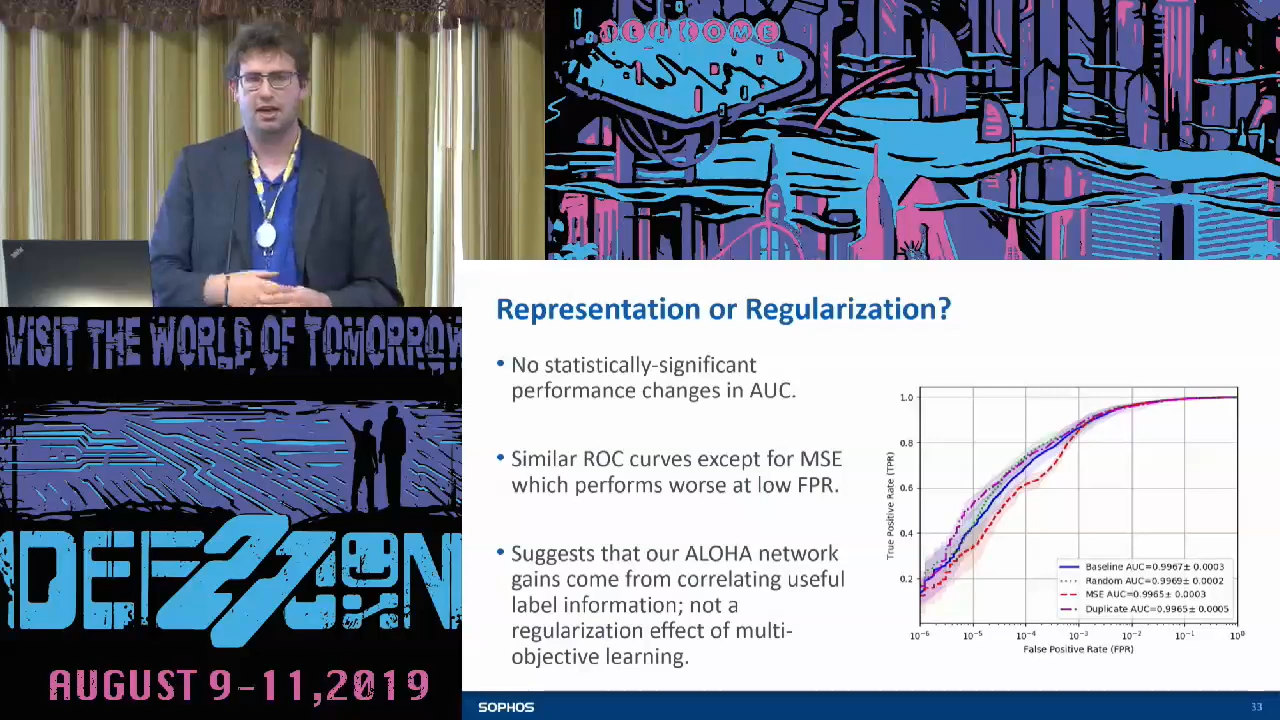 WELCOME
VISIT THE WORLD OF TOMORROW
DEFCON
27
AUGUST 9-11,2019
Representation or Regularization?
• No statistically-significant
performance changes in AUC.
• Similar ROC curves except for MSE
which performs worse at low FPR.
• Suggests that our ALOHA network
gains come from correlating useful
label information; not a
regularization effect of multi-
objective learning.
1.0
0.8
0.6
0.4
0.2
True Positive Rate (TPR)
Baseline AUC=0.9967± 0.0003
Random AUC=0.9969± 0.0002
MSE AUC=0.9965± 0.0003
Duplicate AUC=0.9965± 0.0005
10⁻⁶ 10⁻⁵ 10⁻⁴ 10⁻³ 10⁻² 10⁻¹ 10⁰
False Positive Rate (FPR)
SOPHOS
33